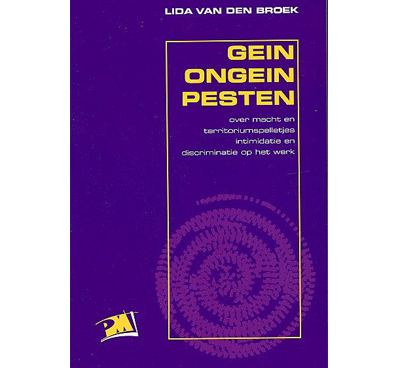 LIDA VAN DEN BROEK
GEIN
ONGEIN
PESTEN
over macht en
territoriumspelletjes
intimidatie en
discriminatie op het werk
PM